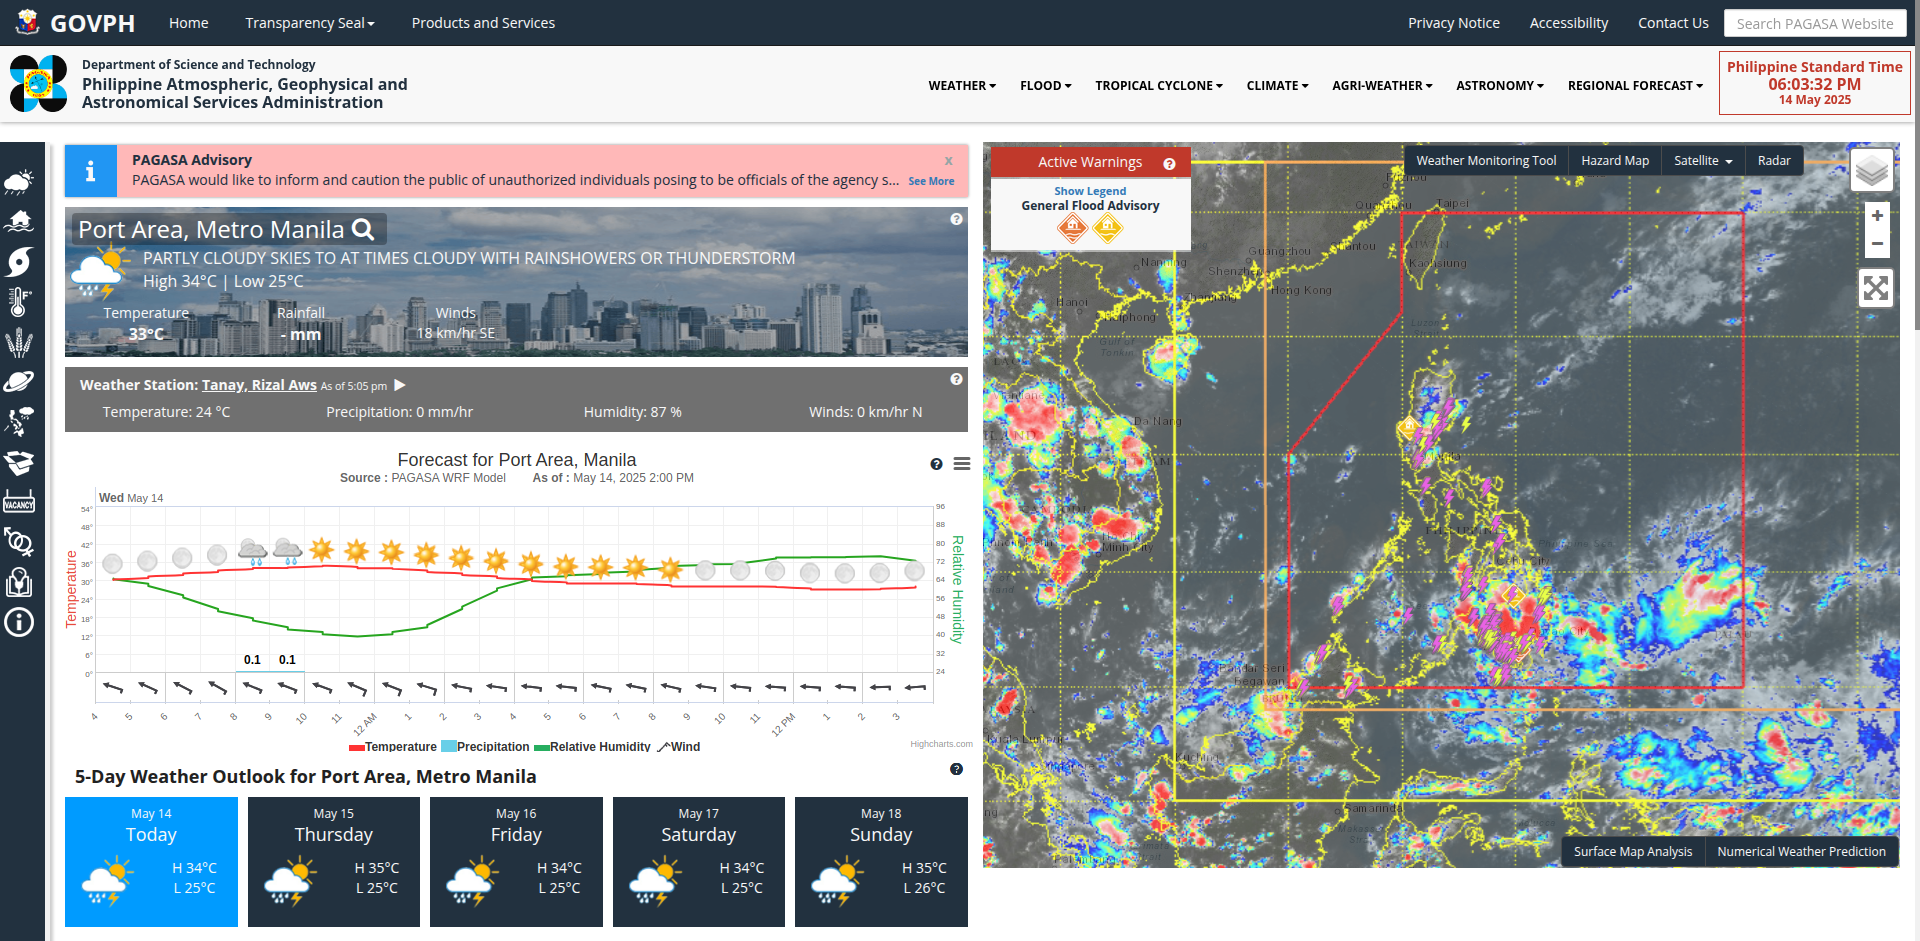 GOVPH Home Transparency Seal Products and Services Privacy Notice Accessibility Contact Us Search PAGASA Website
Department of Science and Technology
Philippine Atmospheric, Geophysical and
Astronomical Services Administration
WEATHER FLOOD TROPICAL CYCLONE CLIMATE AGRI-WEATHER ASTRONOMY REGIONAL FORECAST
Philippine Standard Time
06:03:32 PM
14 May 2025
VACANCY
PAGASA Advisory x
PAGASA would like to inform and caution the public of unauthorized individuals posing to be officials of the agency s... See More
Port Area, Metro Manila
PARTLY CLOUDY SKIES TO AT TIMES CLOUDY WITH RAINSHOWERS OR THUNDERSTORM
High 34°C | Low 25°C
Temperature Rainfall Winds
33°C - mm 18 km/hr SE
Weather Station: Tanay, Rizal Aws As of 5:05 pm
Temperature: 24 °C Precipitation: 0 mm/hr Humidity: 87 % Winds: 0 km/hr N
Forecast for Port Area, Manila
Source : PAGASA WRF Model As of : May 14, 2025 2:00 PM
Wed May 14
54° 96
48° 88
42° 80
36° 72
30° 64
24° 56
18° 48
12° 40
6° 32
0° 24
Temperature
Relative Humidity
0.1 0.1
4 5 6 7 8 9 10 11 12 AM 1 2 3 4 5 6 7 8 9 10 11 12 PM 1 2 3
Temperature Precipitation Relative Humidity Wind
Highcharts.com
5-Day Weather Outlook for Port Area, Metro Manila
May 14 May 15 May 16 May 17 May 18
Today Thursday Friday Saturday Sunday
H 34°C H 35°C H 34°C H 34°C H 35°C
L 25°C L 25°C L 25°C L 25°C L 26°C
Active Warnings
Show Legend
General Flood Advisory
Weather Monitoring Tool Hazard Map Satellite Radar
+
−
Taipei
Guangzhou
Kaohsiung
Nanning
Shenzhen
Hong Kong
Hanoi
Gulf of
Tonkin
Da Nang
Minh City
Bandar Seri
Begawan
Kuala Lumpur
Kuching
Samarinda
Surface Map Analysis Numerical Weather Prediction